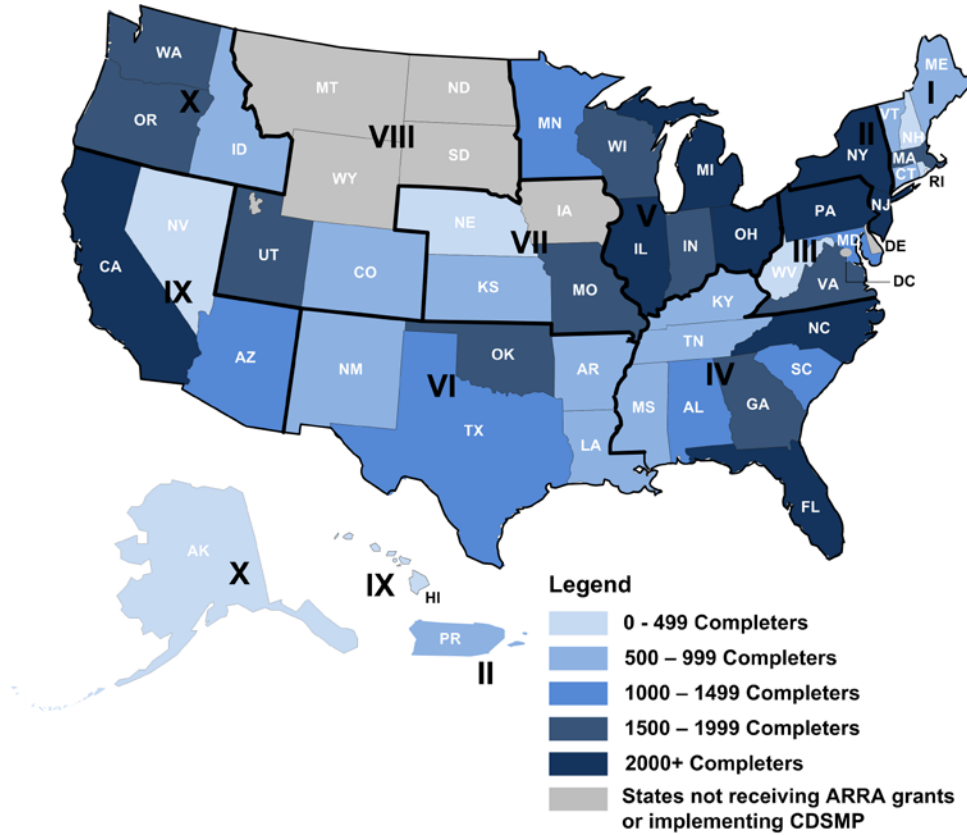 WA
ME
MT
ND
I
VT
X
OR
MN
II
NH
ID
VIII
WI
NY
MA
SD
MI
CT
WY
RI
IA
PA
NJ
NE
V
NV
VII
OH
IL
IN
III
MD
DE
UT
CA
CO
WV
IX
KS
MO
VA
DC
KY
NC
TN
OK
AZ
NM
VI
AR
IV
SC
MS
AL
GA
TX
LA
FL
AK
X
IX
HI
PR
II
Legend
0 - 499 Completers
500 – 999 Completers
1000 – 1499 Completers
1500 – 1999 Completers
2000+ Completers
States not receiving ARRA grants
or implementing CDSMP